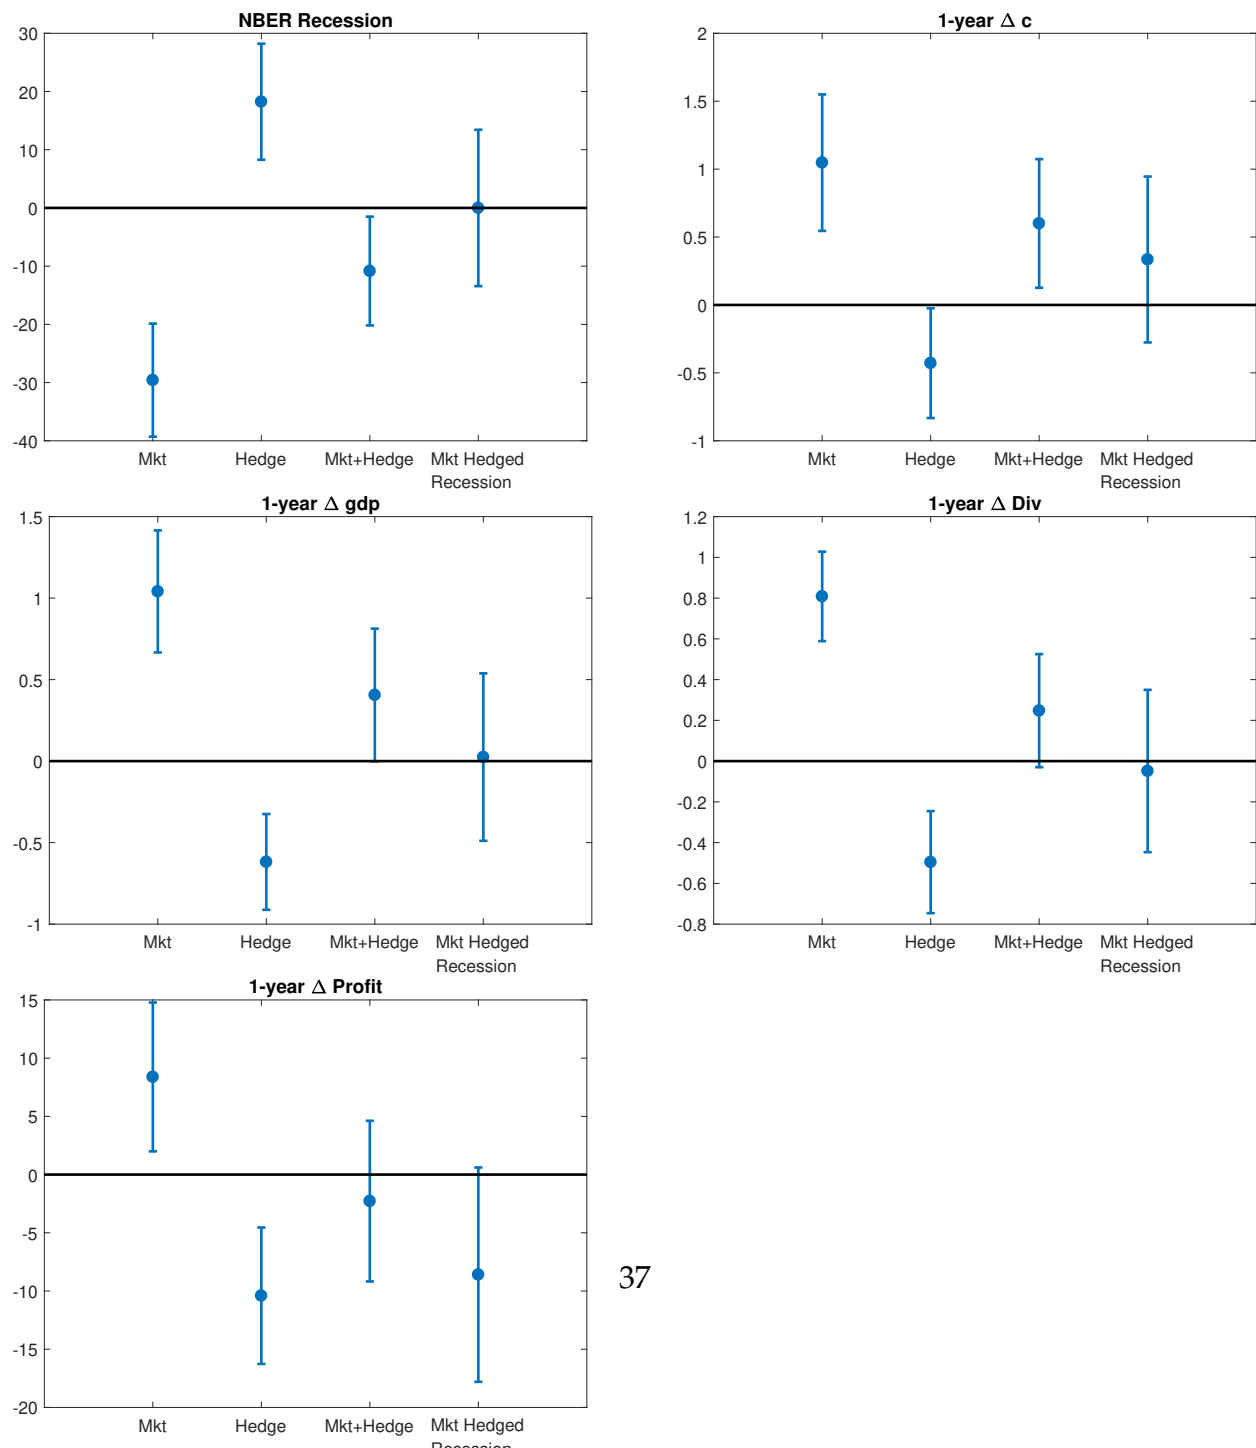 NBER Recession
30
20
10
0
-10
-20
-30
-40
Mkt Hedge Mkt+Hedge Mkt Hedged
Recession
1-year Δ c
2
1.5
1
0.5
0
-0.5
-1
Mkt Hedge Mkt+Hedge Mkt Hedged
Recession
1-year Δ gdp
1.5
1
0.5
0
-0.5
-1
Mkt Hedge Mkt+Hedge Mkt Hedged
Recession
1-year Δ Div
1.2
1
0.8
0.6
0.4
0.2
0
-0.2
-0.4
-0.6
-0.8
Mkt Hedge Mkt+Hedge Mkt Hedged
Recession
1-year Δ Profit
15
10
5
0
-5
-10
-15
-20
Mkt Hedge Mkt+Hedge Mkt Hedged
Recession
37